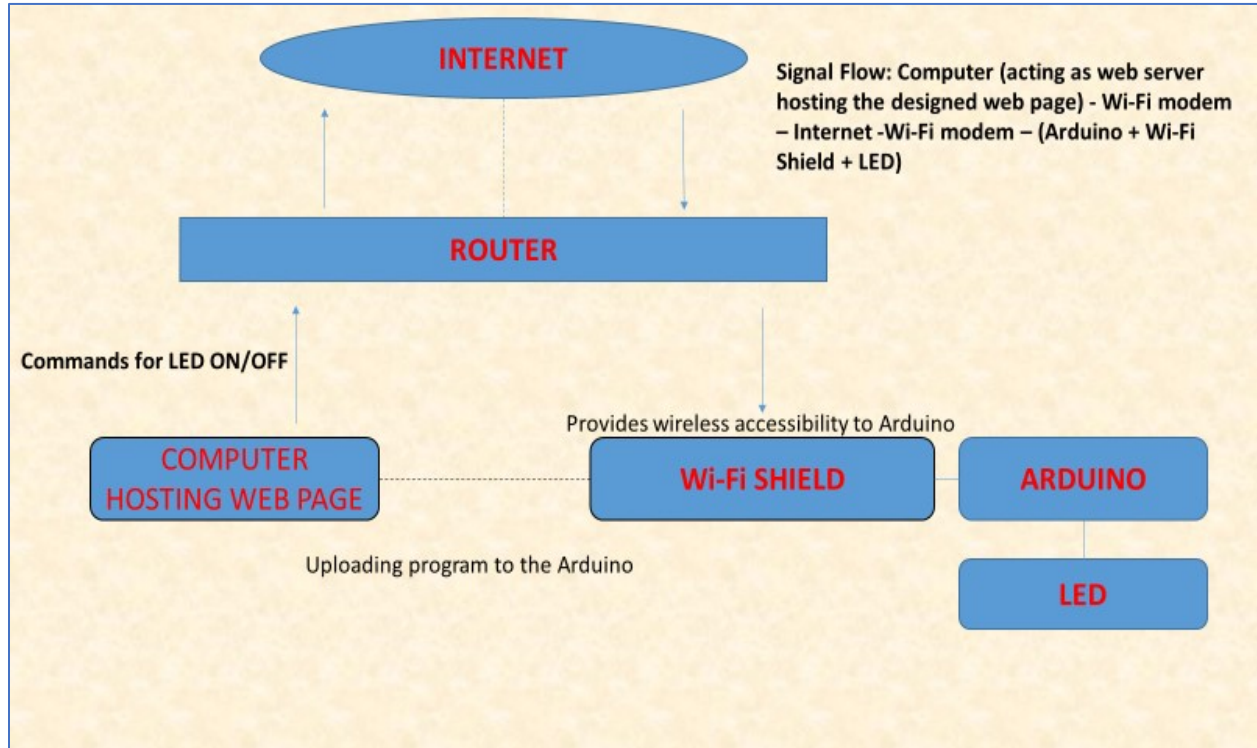 INTERNET
Signal Flow: Computer (acting as web server
hosting the designed web page) - Wi-Fi modem
– Internet -Wi-Fi modem – (Arduino + Wi-Fi
Shield + LED)
ROUTER
Commands for LED ON/OFF
Provides wireless accessibility to Arduino
COMPUTER
HOSTING WEB PAGE
Wi-Fi SHIELD
ARDUINO
Uploading program to the Arduino
LED